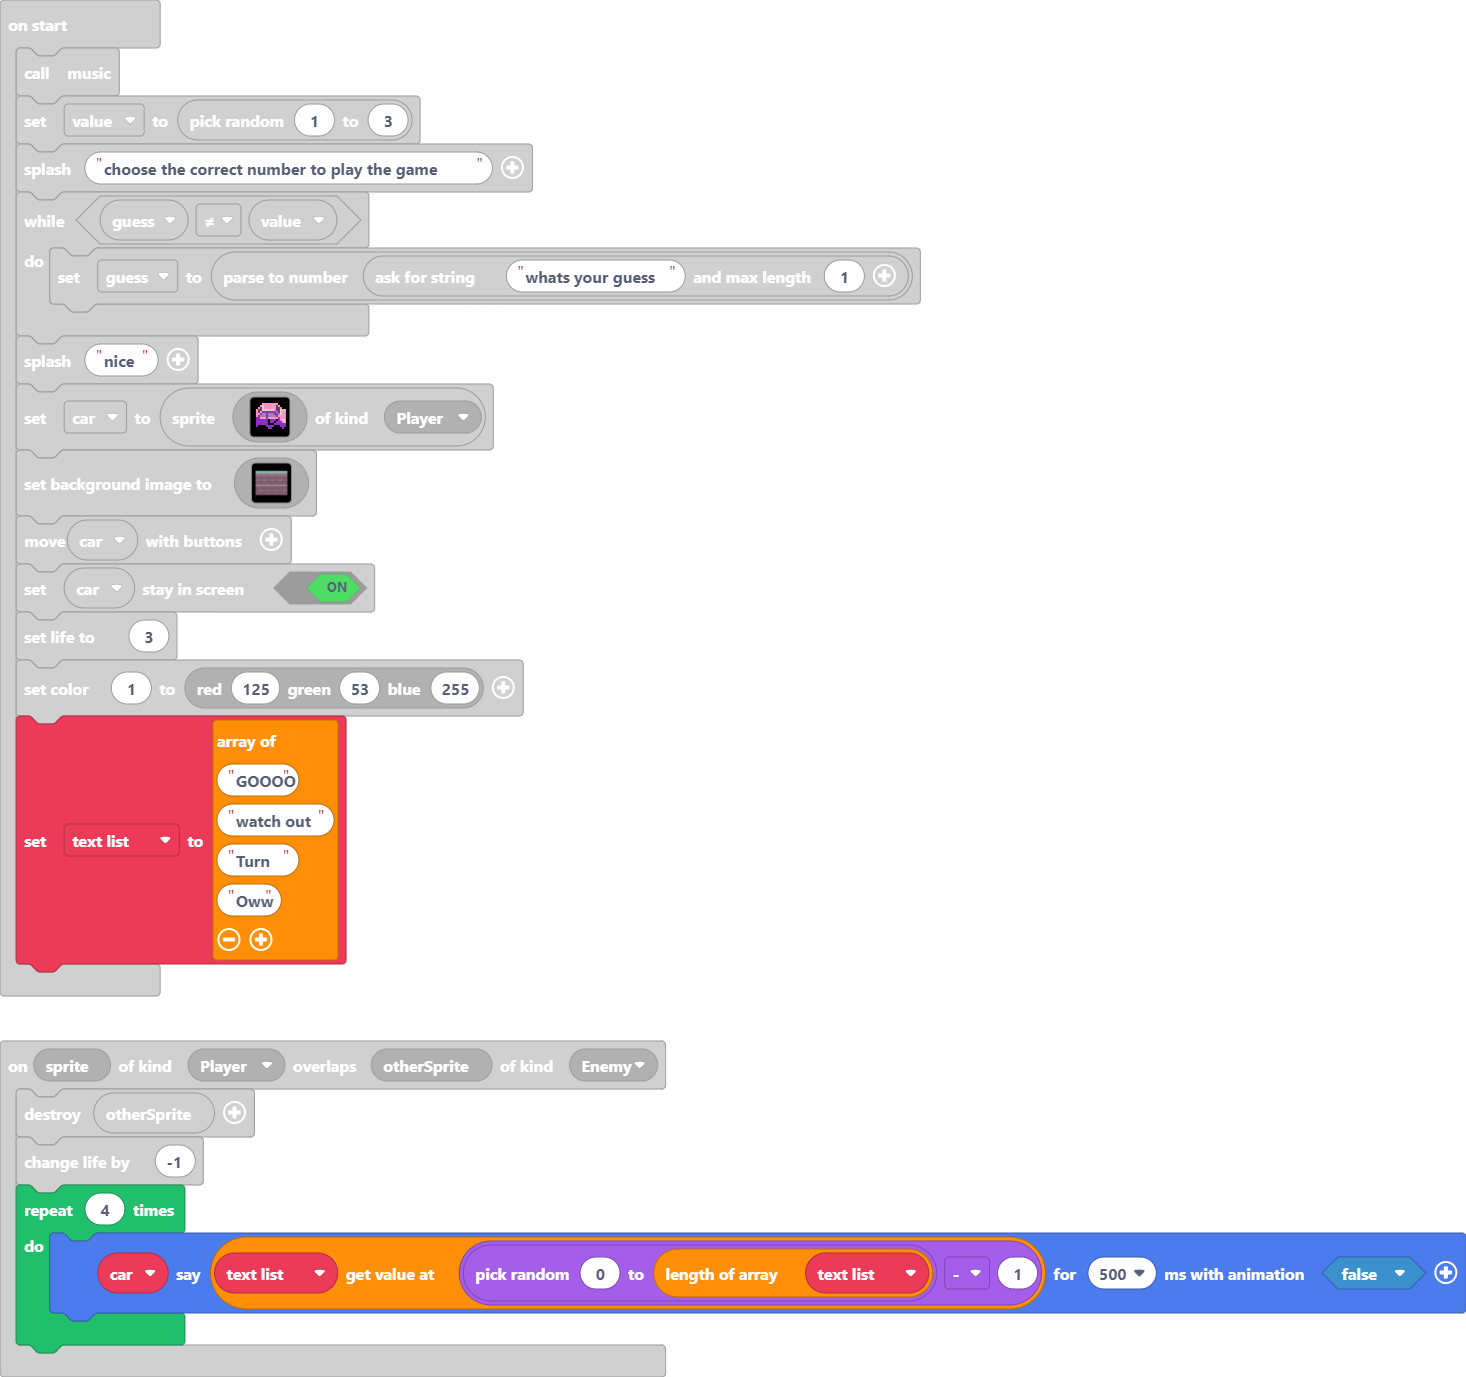 on start
call music
set value to pick random 1 to 3
splash "choose the correct number to play the game "
while guess ≠ value
do
set guess to parse to number ask for string "whats your guess " and max length 1
splash "nice "
set car to sprite of kind Player
set background image to
move car with buttons
set car stay in screen ON
set life to 3
set color 1 to red 125 green 53 blue 255
array of
"GOOOO"
"watch out "
set text list to
"Turn "
"Oww"
on sprite of kind Player overlaps otherSprite of kind Enemy
destroy otherSprite
change life by -1
repeat 4 times
do
car say text list get value at pick random 0 to length of array text list - 1 for 500 ms with animation false